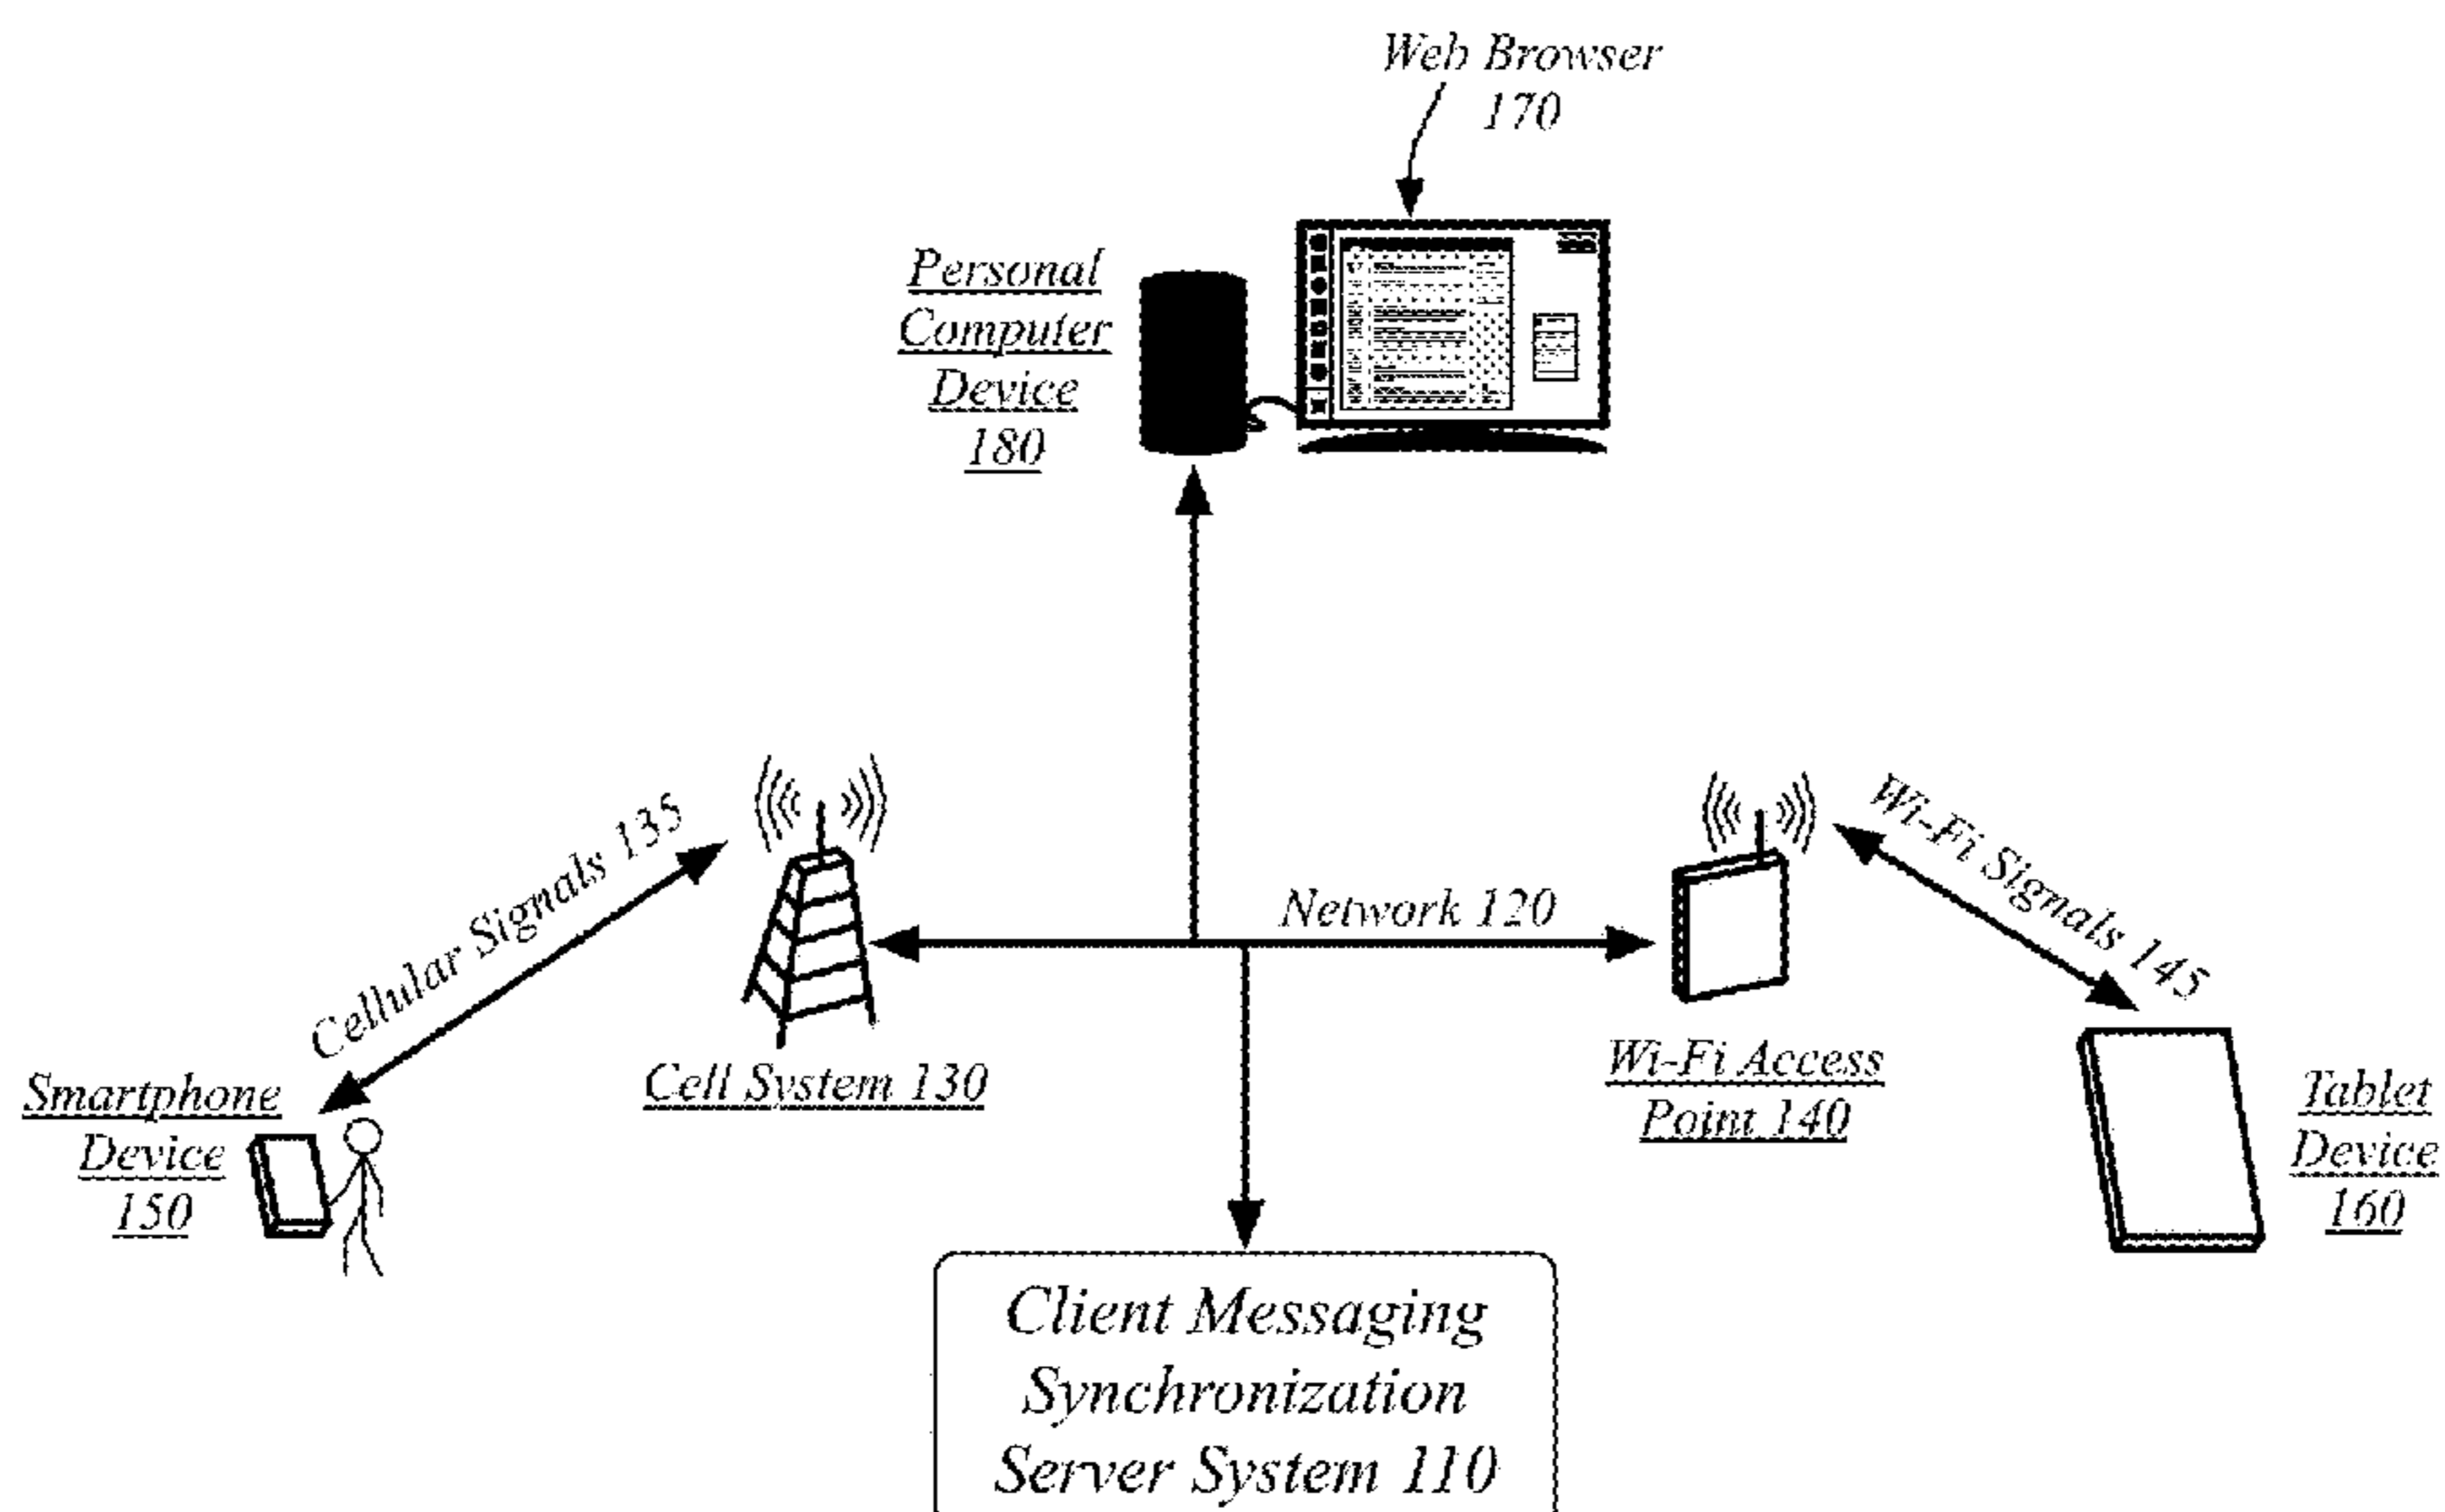 Web Browser
170
Personal
Computer
Device
180
Cellular Signals 135
Network 120
Wi-Fi Signals 145
Cell System 130
Wi-Fi Access
Point 140
Smartphone
Device
150
Tablet
Device
160
Client Messaging
Synchronization
Server System 110